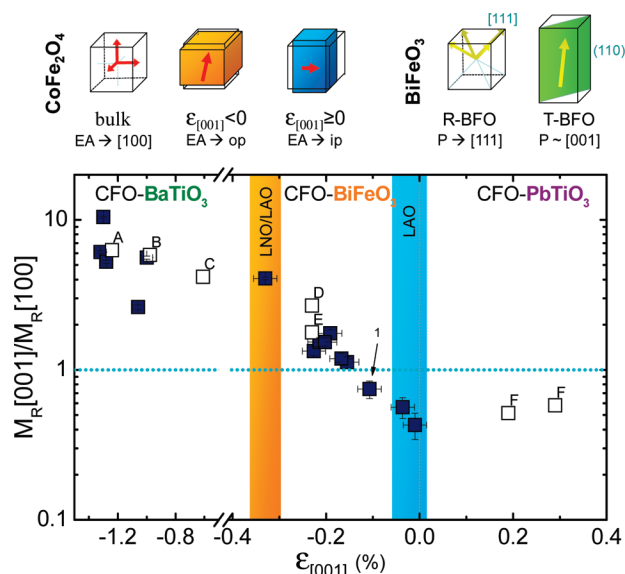 CoFe₂O₄
bulk
EA → [100]
ε[001]<0
EA → op
ε[001]≥0
EA → ip
BiFeO₃
[111]
R-BFO
P → [111]
(110)
T-BFO
P ~ [001]
CFO-BaTiO₃
CFO-BiFeO₃
CFO-PbTiO₃
LNO/LAO
LAO
A
B
C
D
E
1
F
F
M_R[001]/M_R[100]
10
1
0.1
-1.2
-0.8
-0.4
-0.2
0.0
0.2
0.4
ε[001] (%)